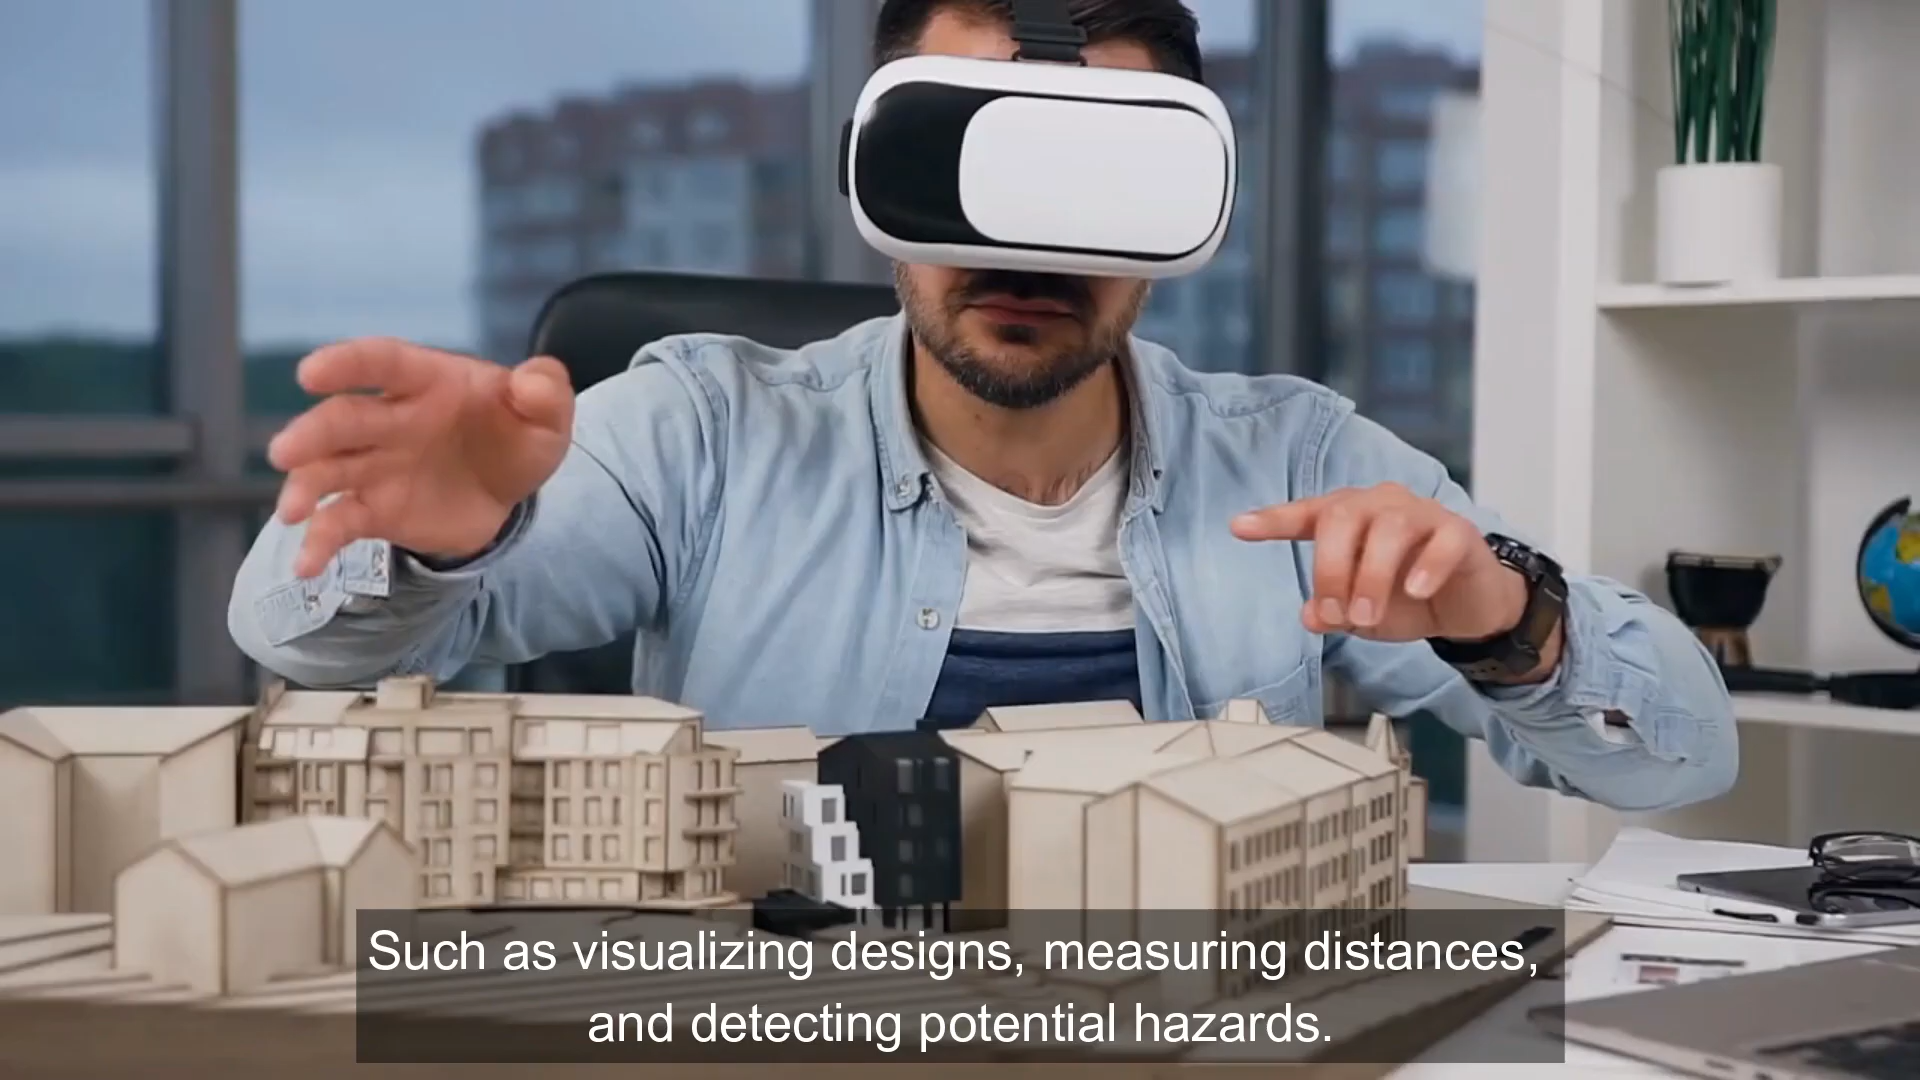 Such as visualizing designs, measuring distances,
and detecting potential hazards.